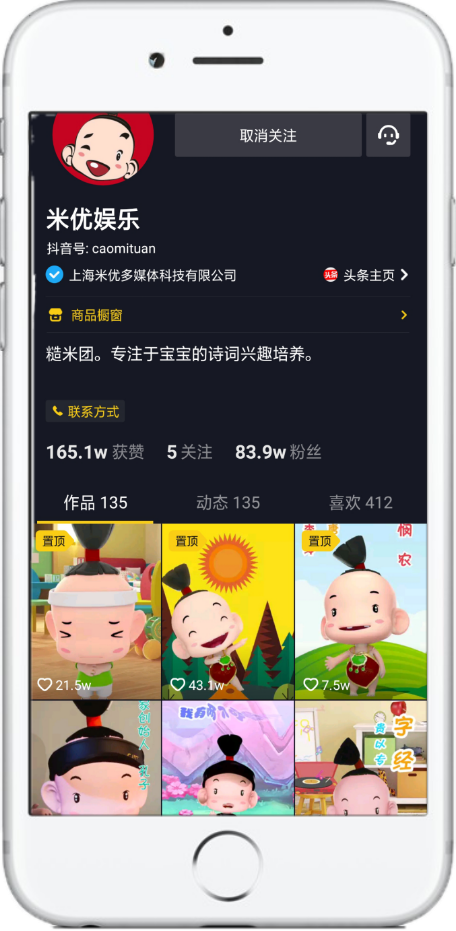 取消关注
米优娱乐
抖音号: caomituan
上海米优多媒体科技有限公司
头条 头条主页
商品橱窗
糙米团。专注于宝宝的诗词兴趣培养。
联系方式
165.1w 获赞 5 关注 83.9w 粉丝
作品 135 动态 135 喜欢 412
置顶 置顶 置顶
悯农
21.5w 43.1w 7.5w
字经
贵以专